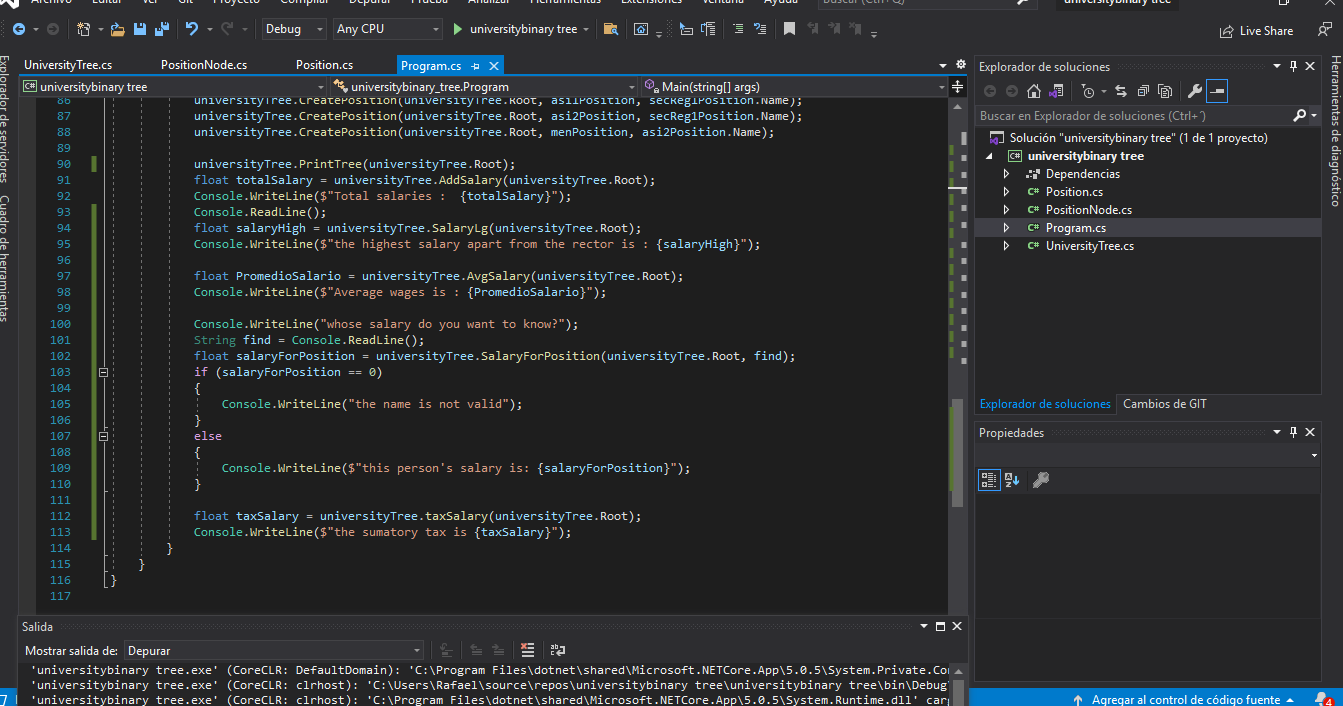 Archivo Editar Ver Git Proyecto Compilar Depurar Prueba Analizar Herramientas Extensiones Ventana Ayuda Buscar (Ctrl+Q) universitybinary tree
Debug Any CPU universitybinary tree Live Share
UniversityTree.cs PositionNode.cs Position.cs Program.cs
C# universitybinary tree universitybinary_tree.Program Main(string[] args)
86 universityTree.CreatePosition(universityTree.Root, asi1Position, secReg1Position.Name);
87 universityTree.CreatePosition(universityTree.Root, asi2Position, secReg1Position.Name);
88 universityTree.CreatePosition(universityTree.Root, menPosition, asi2Position.Name);
89
90 universityTree.PrintTree(universityTree.Root);
91 float totalSalary = universityTree.AddSalary(universityTree.Root);
92 Console.WriteLine($"Total salaries :  {totalSalary}");
93 Console.ReadLine();
94 float salaryHigh = universityTree.SalaryLg(universityTree.Root);
95 Console.WriteLine($"the highest salary apart from the rector is : {salaryHigh}");
96
97 float PromedioSalario = universityTree.AvgSalary(universityTree.Root);
98 Console.WriteLine($"Average wages is : {PromedioSalario}");
99
100 Console.WriteLine("whose salary do you want to know?");
101 String find = Console.ReadLine();
102 float salaryForPosition = universityTree.SalaryForPosition(universityTree.Root, find);
103 if (salaryForPosition == 0)
104 {
105 Console.WriteLine("the name is not valid");
106 }
107 else
108 {
109 Console.WriteLine($"this person's salary is: {salaryForPosition}");
110 }
111
112 float taxSalary = universityTree.taxSalary(universityTree.Root);
113 Console.WriteLine($"the sumatory tax is {taxSalary}");
114 }
115 }
116 }
117
Explorador de servidores
Cuadro de herramientas
Salida
Mostrar salida de: Depurar
'universitybinary tree.exe' (CoreCLR: DefaultDomain): 'C:\Program Files\dotnet\shared\Microsoft.NETCore.App\5.0.5\System.Private.Co
'universitybinary tree.exe' (CoreCLR: clrhost): 'C:\Users\Rafael\source\repos\universitybinary tree\universitybinary tree\bin\Debug
'universitybinary tree.exe' (CoreCLR: clrhost): 'C:\Program Files\dotnet\shared\Microsoft.NETCore.App\5.0.5\System.Runtime.dll' car
Explorador de soluciones
Buscar en Explorador de soluciones (Ctrl+´)
Solución "universitybinary tree" (1 de 1 proyecto)
C# universitybinary tree
Dependencias
C# Position.cs
C# PositionNode.cs
C# Program.cs
C# UniversityTree.cs
Explorador de soluciones Cambios de GIT
Propiedades
Herramientas de diagnóstico
7 Agregar al control de código fuente 4